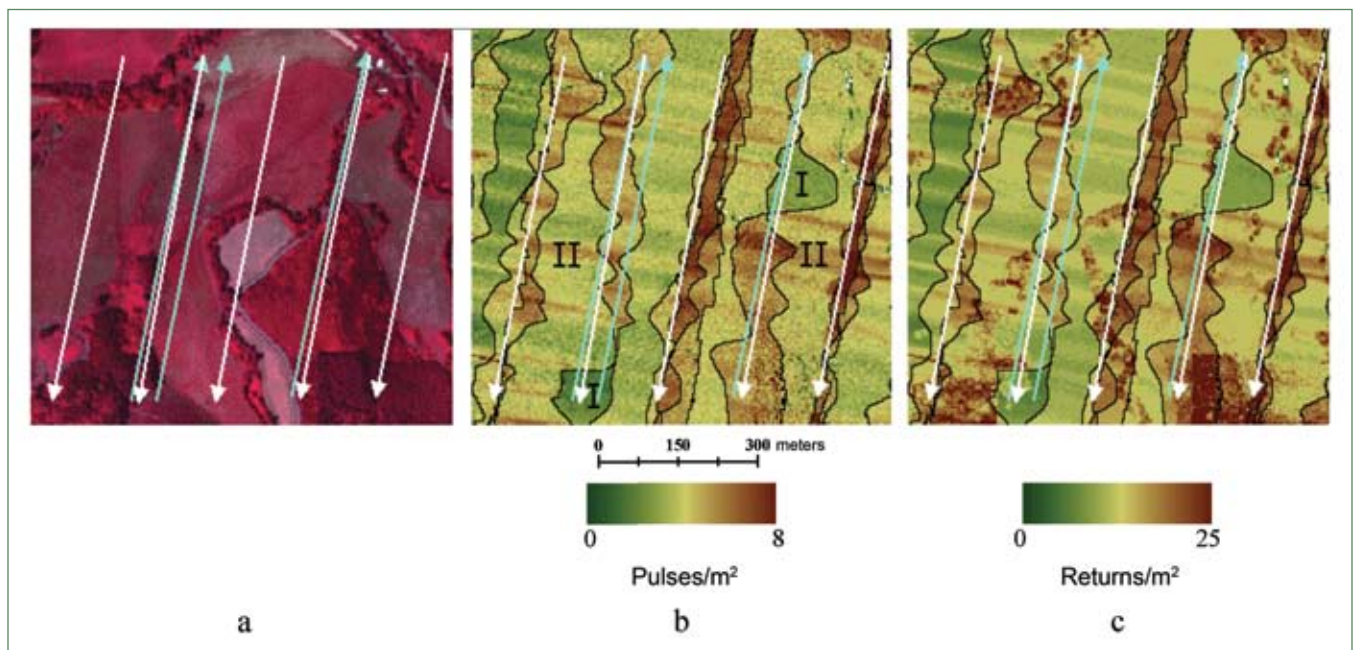 I
II
II
I
0 150 300 meters
0 8
Pulses/m²
0 25
Returns/m²
a b c